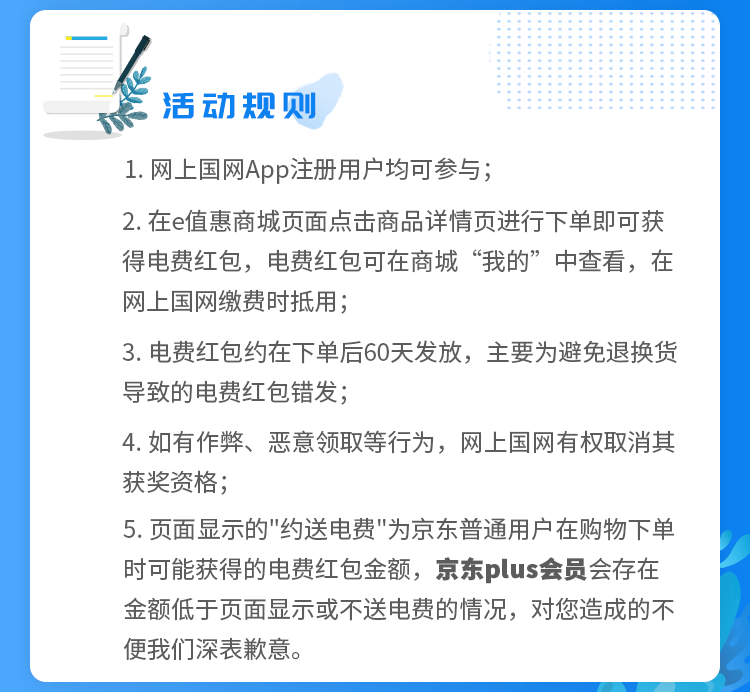 活动规则
1. 网上国网App注册用户均可参与；
2. 在e值惠商城页面点击商品详情页进行下单即可获
得电费红包，电费红包可在商城“我的”中查看，在
网上国网缴费时抵用；
3. 电费红包约在下单后60天发放，主要为避免退换货
导致的电费红包错发；
4. 如有作弊、恶意领取等行为，网上国网有权取消其
获奖资格；
5. 页面显示的"约送电费"为京东普通用户在购物下单
时可能获得的电费红包金额，京东plus会员会存在
金额低于页面显示或不送电费的情况，对您造成的不
便我们深表歉意。